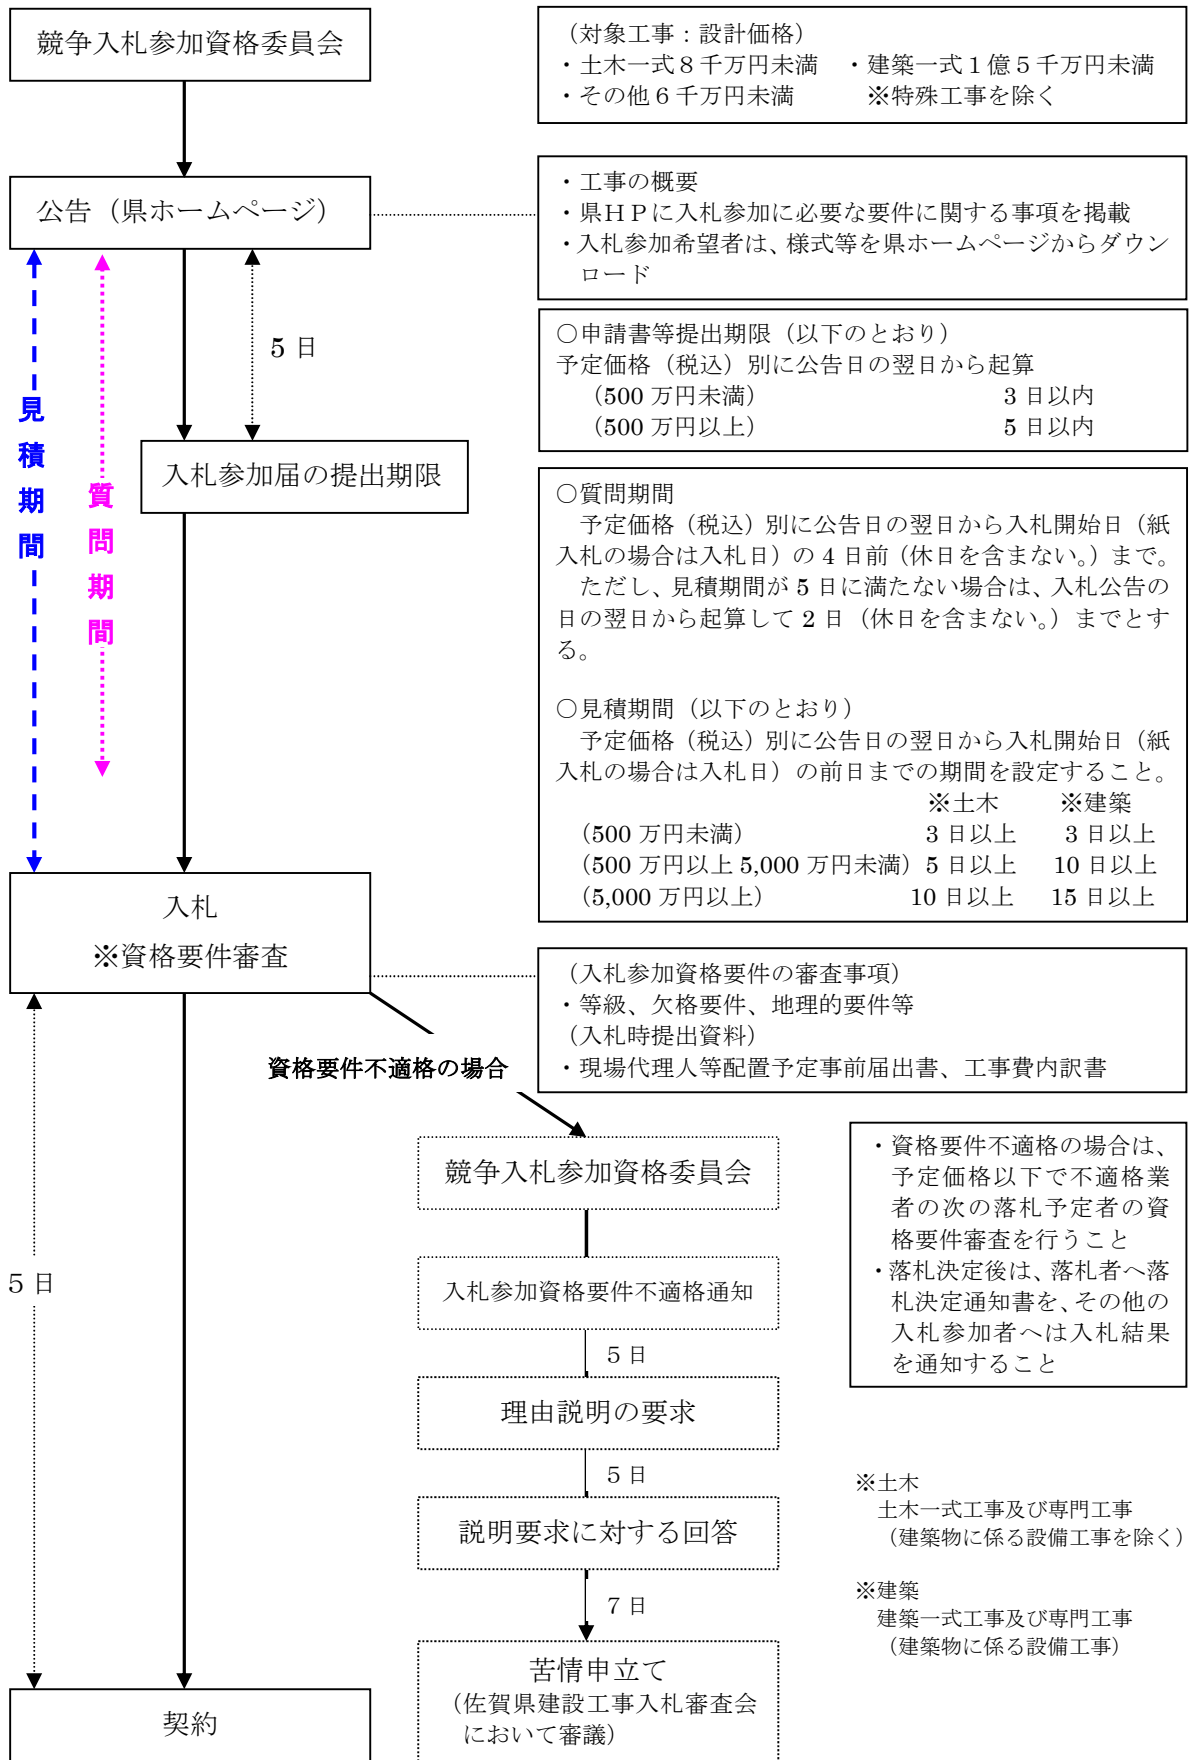 競争入札参加資格委員会
（対象工事：設計価格）
・土木一式８千万円未満　・建築一式１億５千万円未満
・その他６千万円未満　　　※特殊工事を除く
公告（県ホームページ）
・工事の概要
・県ＨＰに入札参加に必要な要件に関する事項を掲載
・入札参加希望者は、様式等を県ホームページからダウン
ロード
5 日
○申請書等提出期限（以下のとおり）
予定価格（税込）別に公告日の翌日から起算
（500 万円未満）　3 日以内
（500 万円以上）　5 日以内
見積期間
質問期間
入札参加届の提出期限
○質問期間
予定価格（税込）別に公告日の翌日から入札開始日（紙
入札の場合は入札日）の 4 日前（休日を含まない。）まで。
ただし、見積期間が 5 日に満たない場合は、入札公告の
日の翌日から起算して 2 日（休日を含まない。）までとす
る。
○見積期間（以下のとおり）
予定価格（税込）別に公告日の翌日から入札開始日（紙
入札の場合は入札日）の前日までの期間を設定すること。
※土木　※建築
（500 万円未満）　3 日以上　3 日以上
（500 万円以上 5,000 万円未満）5 日以上　10 日以上
（5,000 万円以上）　10 日以上　15 日以上
入札
※資格要件審査
（入札参加資格要件の審査事項）
・等級、欠格要件、地理的要件等
（入札時提出資料）
・現場代理人等配置予定事前届出書、工事費内訳書
資格要件不適格の場合
競争入札参加資格委員会
・資格要件不適格の場合は、
予定価格以下で不適格業
者の次の落札予定者の資
格要件審査を行うこと
・落札決定後は、落札者へ落
札決定通知書を、その他の
入札参加者へは入札結果
を通知すること
5 日
入札参加資格要件不適格通知
5 日
理由説明の要求
5 日
説明要求に対する回答
7 日
※土木
土木一式工事及び専門工事
（建築物に係る設備工事を除く）
※建築
建築一式工事及び専門工事
（建築物に係る設備工事）
苦情申立て
（佐賀県建設工事入札審査会
において審議）
契約